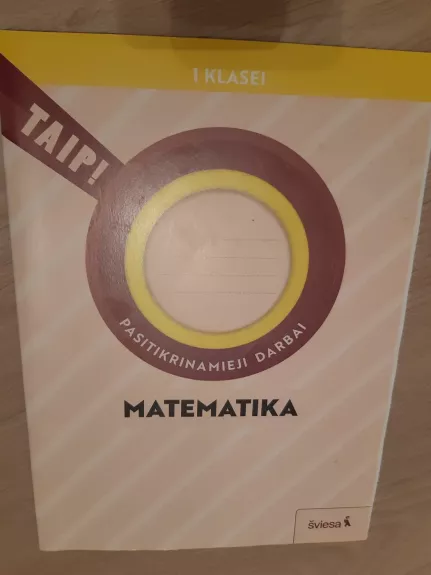 I KLASEI
TAIP!
PASITIKRINAMIEJI DARBAI
MATEMATIKA
šviesa